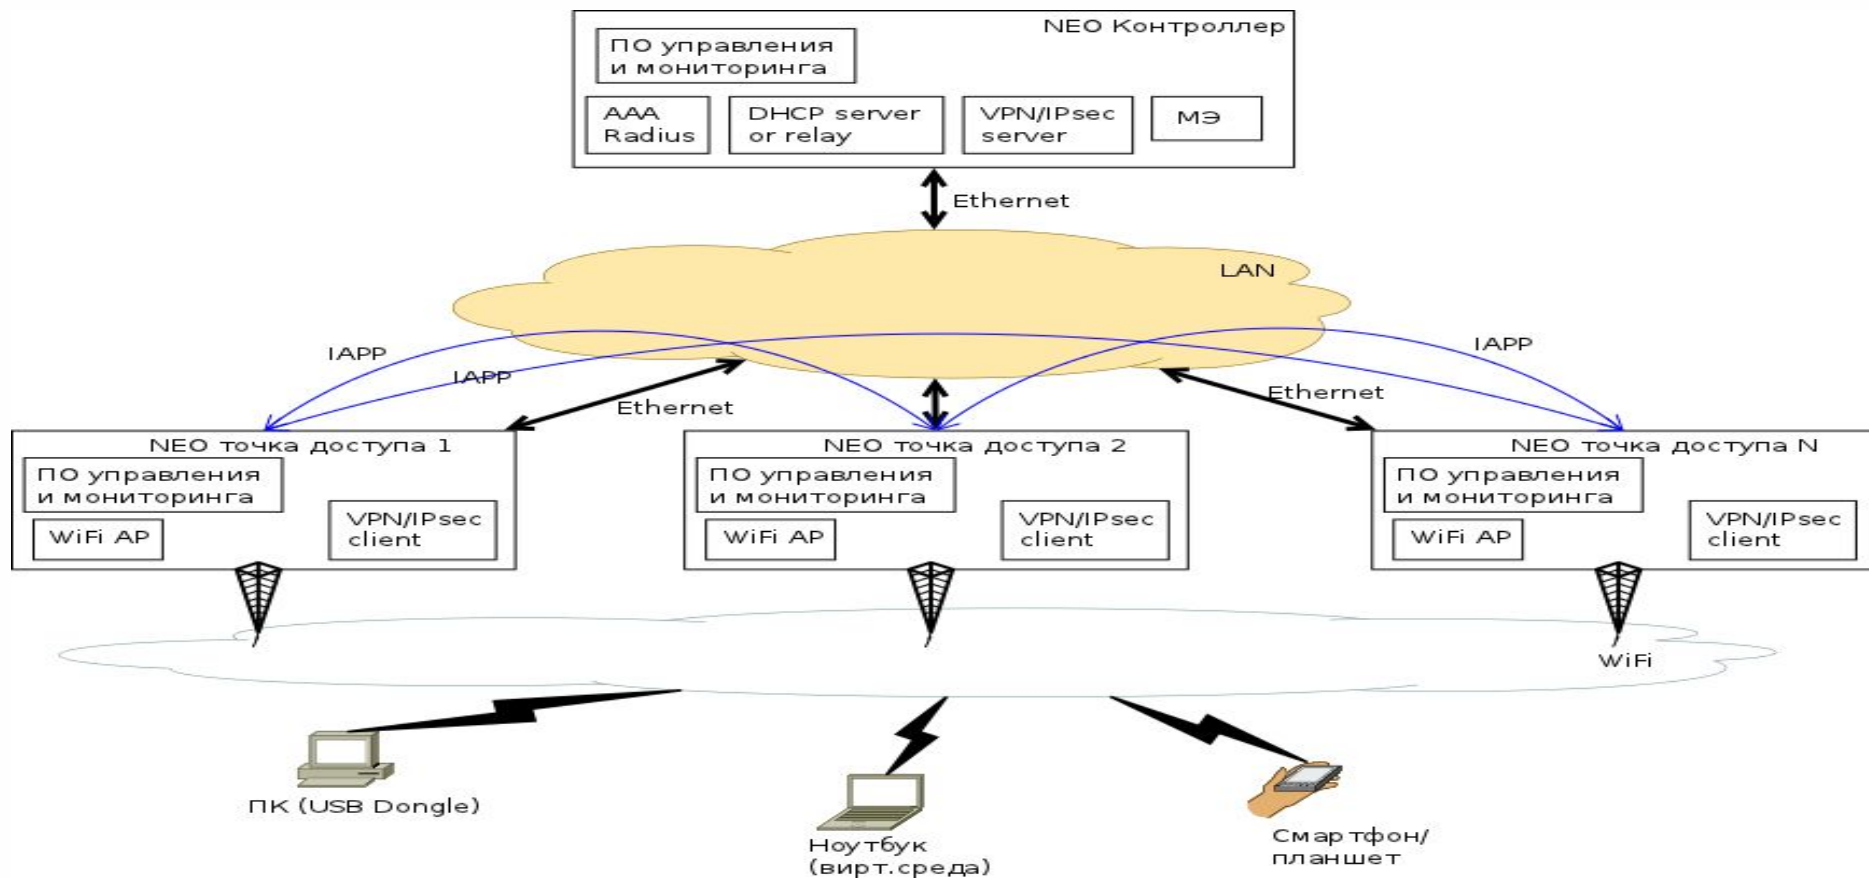 NEO Контроллер
ПО управления
и мониторинга
AAA
Radius
DHCP server
or relay
VPN/IPsec
server
МЭ
Ethernet
LAN
IAPP
IAPP
IAPP
Ethernet
Ethernet
NEO точка доступа 1
ПО управления
и мониторинга
WiFi AP
VPN/IPsec
client
NEO точка доступа 2
ПО управления
и мониторинга
WiFi AP
VPN/IPsec
client
NEO точка доступа N
ПО управления
и мониторинга
WiFi AP
VPN/IPsec
client
WiFi
ПК (USB Dongle)
Ноутбук
(вирт.среда)
Смартфон/
планшет